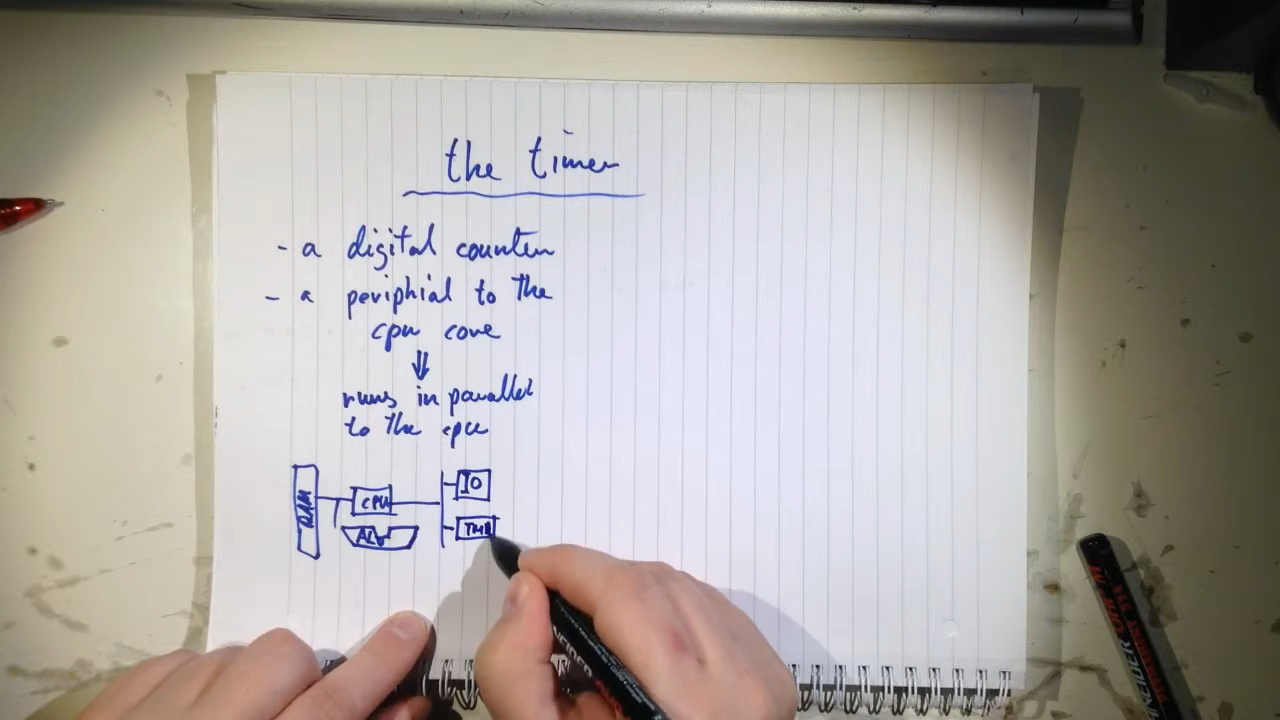 the timer
- a digital counter
- a periphial to the
cpu core
⇓
runs in parallel
to the cpu
RAM
CPU
ALU
IO
TMR
SCHNEIDER